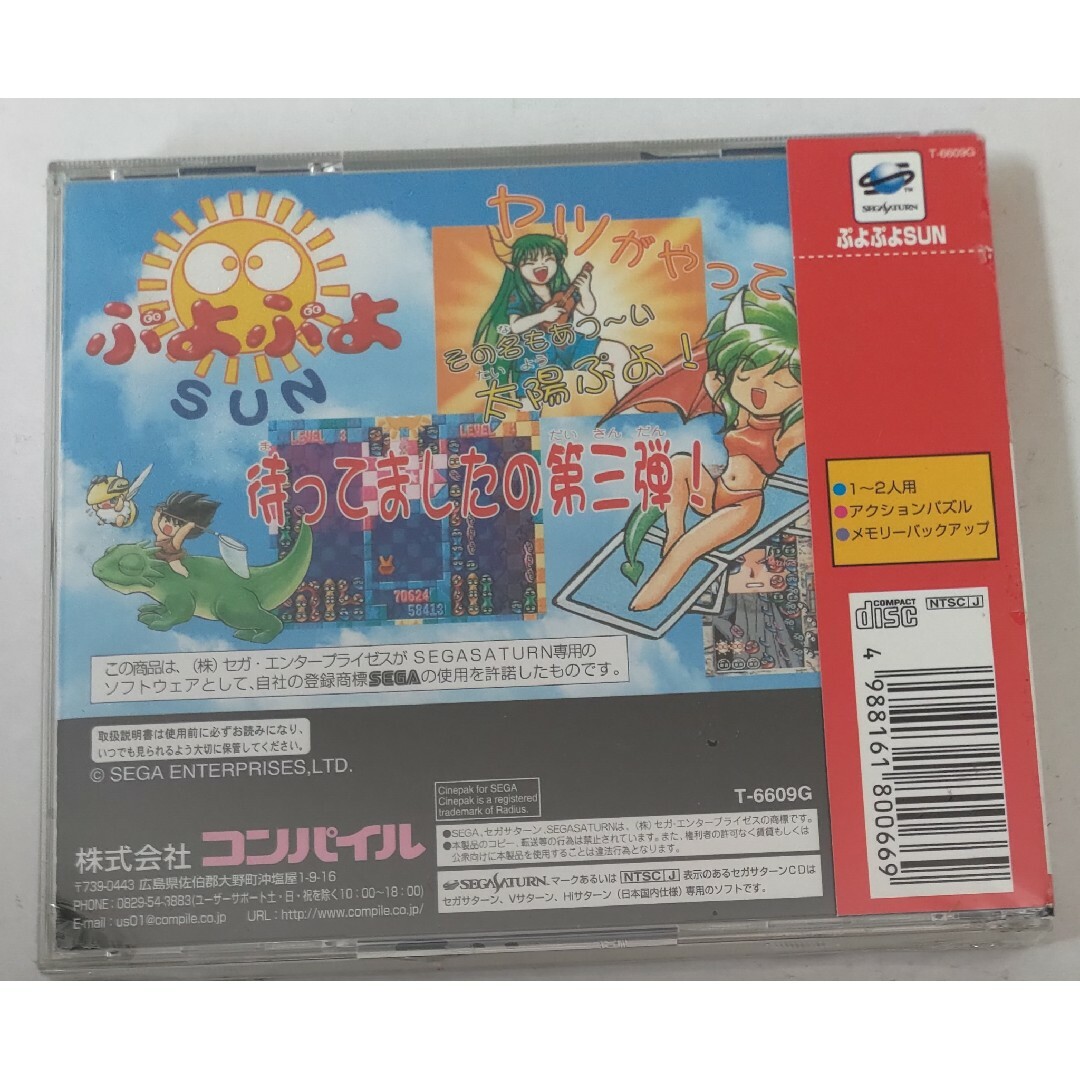 T-6609G
SEGA SATURN™
ぷよぷよSUN
ぷよぷよ
SUN
ヤツがやって
その名もあつ〜い
太陽ぷよ!
待ってましたの第三弾!
LEVEL 3
70624
58413
●1〜2人用
●アクションパズル
●メモリーバックアップ
COMPACT disc
NTSC J
4 988161 800669
この商品は、(株)セガ・エンタープライゼスがSEGASATURN専用の
ソフトウェアとして、自社の登録商標SEGAの使用を許諾したものです。
取扱説明書は使用前に必ずお読みになり、
いつでも見られるよう大切に保管してください。
© SEGA ENTERPRISES,LTD.
Cinepak for SEGA
Cinepak is a registered
trademark of Radius.
T-6609G
●SEGA、セガサターン、SEGASATURNは、(株)セガ・エンタープライゼスの商標です。
●本製品のコピー、転送等の行為は禁止されています。また、権利者の許可なく賃貸もしくは
公衆向けに本製品を使用することは違法行為となります。
SEGA SATURN. マークあるいは NTSC J 表示のあるセガサターンCDは
セガサターン、Vサターン、HIサターン(日本国内仕様)専用のソフトです。
株式会社 コンパイル
〒739-0443 広島県佐伯郡大野町沖塩屋1-9-16
PHONE : 0829-54-3883(ユーザーサポート土・日・祝を除く10:00〜18:00)
E-mail : us01@compile.co.jp URL : http://www.compile.co.jp/